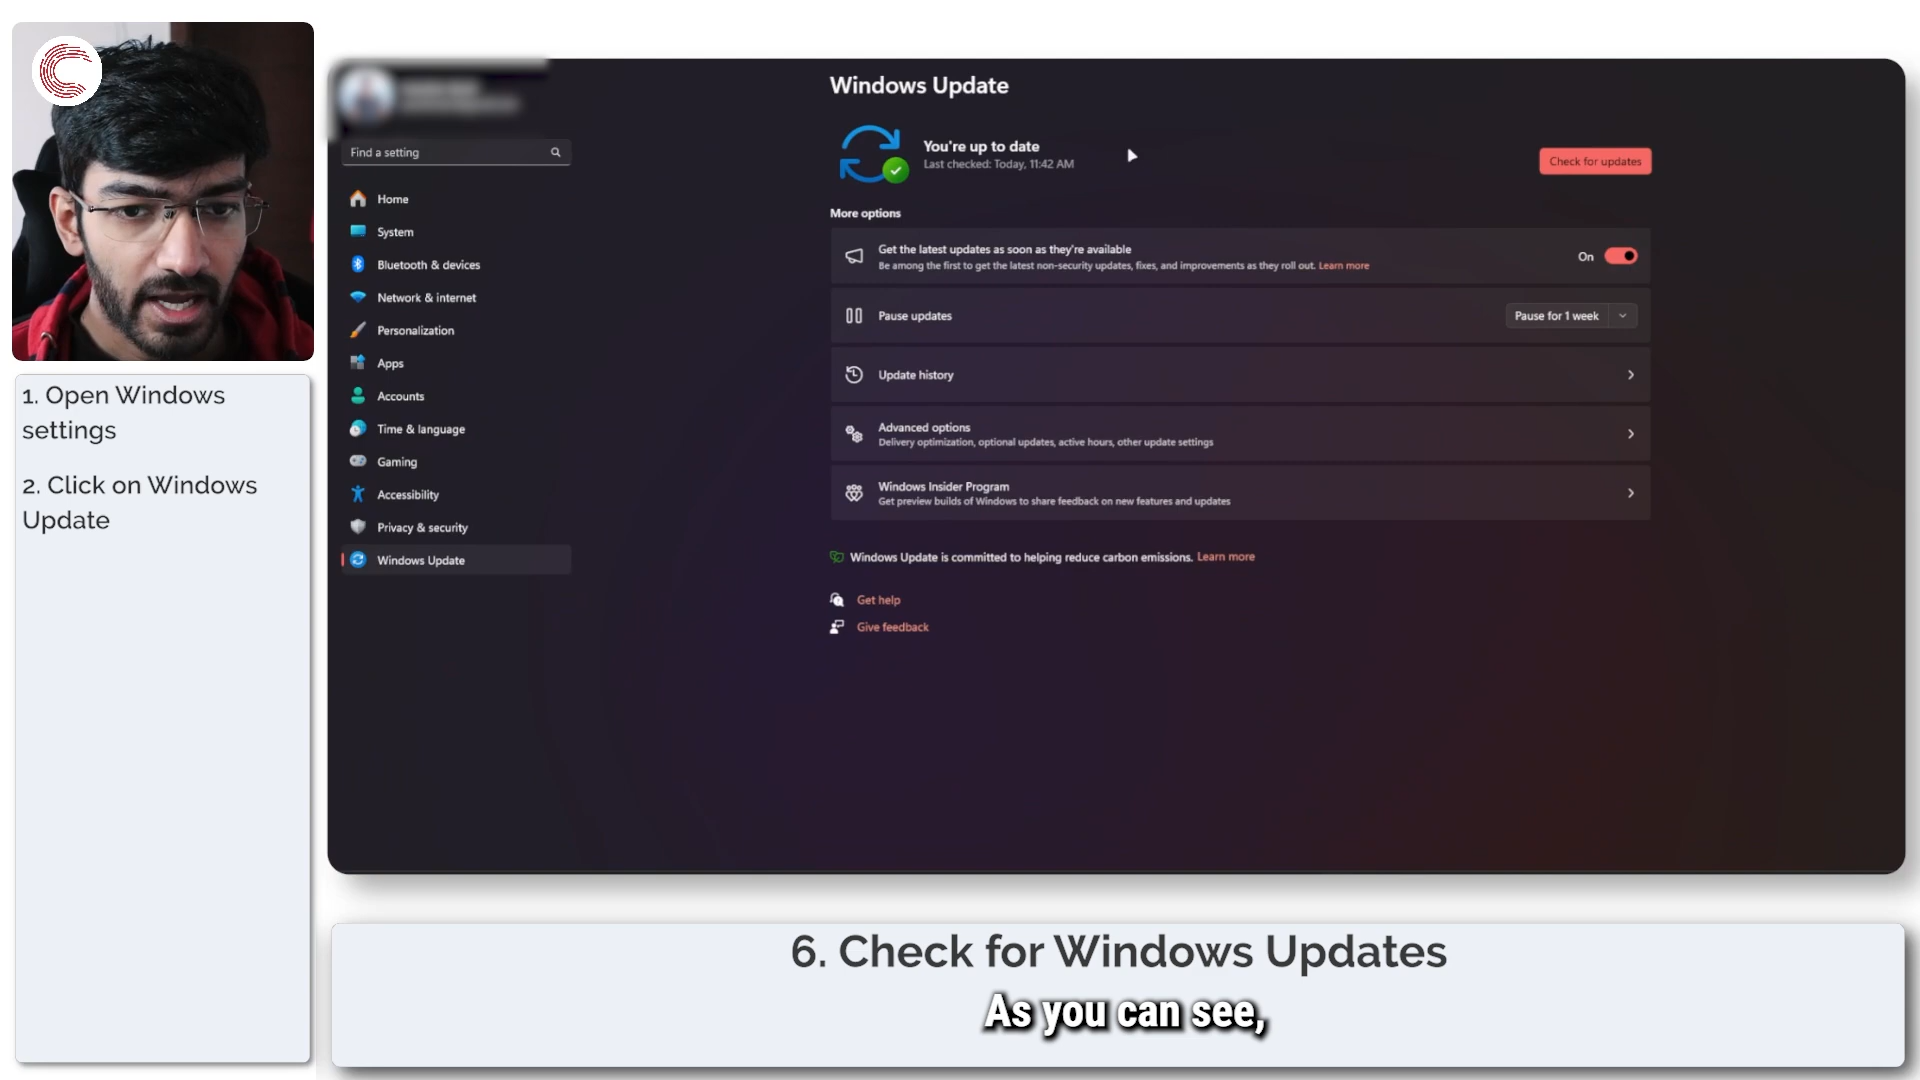 1. Open Windows
settings
2. Click on Windows
Update
Find a setting
Home
System
Bluetooth & devices
Network & internet
Personalization
Apps
Accounts
Time & language
Gaming
Accessibility
Privacy & security
Windows Update
Windows Update
You're up to date
Last checked: Today, 11:42 AM
Check for updates
More options
Get the latest updates as soon as they're available
Be among the first to get the latest non-security updates, fixes, and improvements as they roll out. Learn more
On
Pause updates
Pause for 1 week
Update history
Advanced options
Delivery optimization, optional updates, active hours, other update settings
Windows Insider Program
Get preview builds of Windows to share feedback on new features and updates
Windows Update is committed to helping reduce carbon emissions. Learn more
Get help
Give feedback
6. Check for Windows Updates
As you can see,